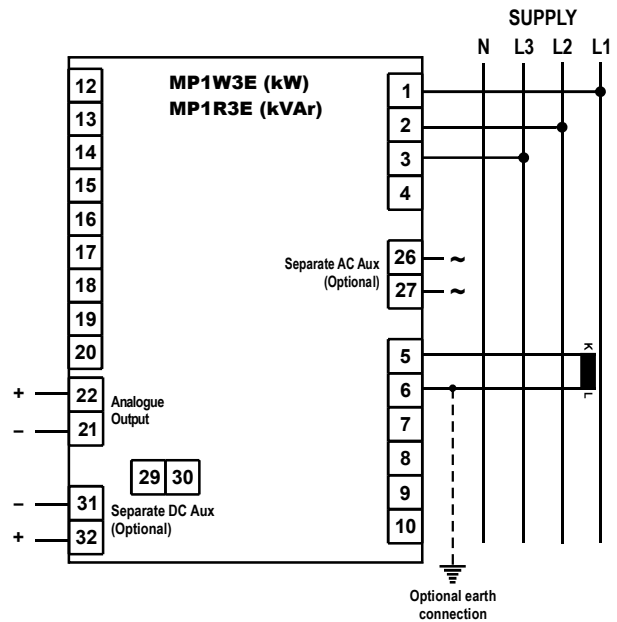 SUPPLY
N L3 L2 L1
MP1W3E (kW)
MP1R3E (kVAr)
12
13
14
15
16
17
18
19
20
22
21
+
–
Analogue
Output
29 30
31
32
–
+
Separate DC Aux
(Optional)
1
2
3
4
Separate AC Aux
(Optional)
26 ~
27 ~
5
6
7
8
9
10
K
L
Optional earth
connection